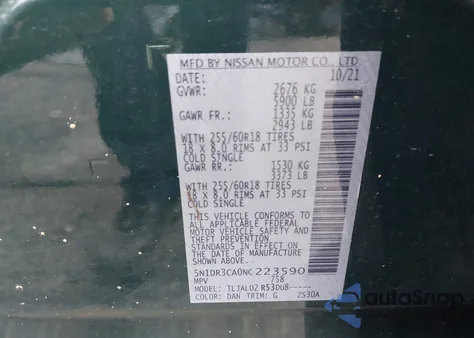 MFD BY NISSAN MOTOR CO., LTD.
DATE: 10/21
GVWR: 2676 KG
5900 LB
GAWR FR.: 1335 KG
2943 LB
WITH 255/60R18 TIRES
18 X 8.0 RIMS AT 33 PSI
COLD SINGLE
GAWR RR.: 1530 KG
3373 LB
WITH 255/60R18 TIRES
18 X 8.0 RIMS AT 33 PSI
COLD SINGLE
THIS VEHICLE CONFORMS TO
ALL APPLICABLE FEDERAL
MOTOR VEHICLE SAFETY AND
THEFT PREVENTION
STANDARDS IN EFFECT ON
THE DATE OF MANUFACTURE
SHOWN ABOVE.
5N1DR3CA0NC223590
MPV 758
MODEL: TLJALDZ R53DU8-----
COLOR: DAN TRIM: G ZS30A
autoSnap